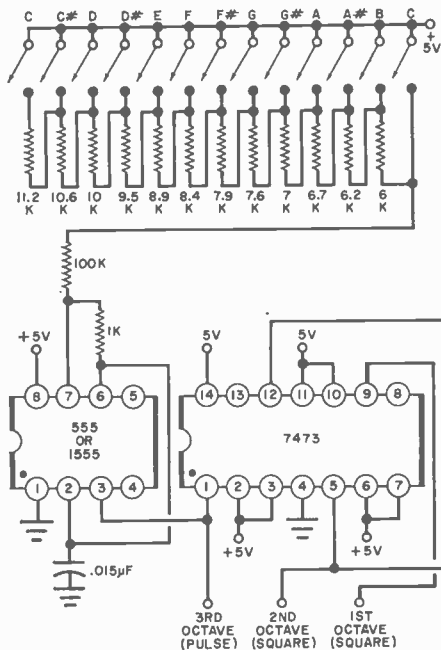 C C# D D# E F F# G G# A A# B C
+
5V
11.2 10.6 10 9.5 8.9 8.4 7.9 7.6 7 6.7 6.2 6
K K K K K K K K K K K K
100K
1K
+5V 5V 5V
8 7 6 5 14 13 12 11 10 9 8
555
OR
1555
7473
1 2 3 4 1 2 3 4 5 6 7
+5V +5V
.015µF
3RD 2ND 1ST
OCTAVE OCTAVE OCTAVE
(PULSE) (SQUARE) (SQUARE)